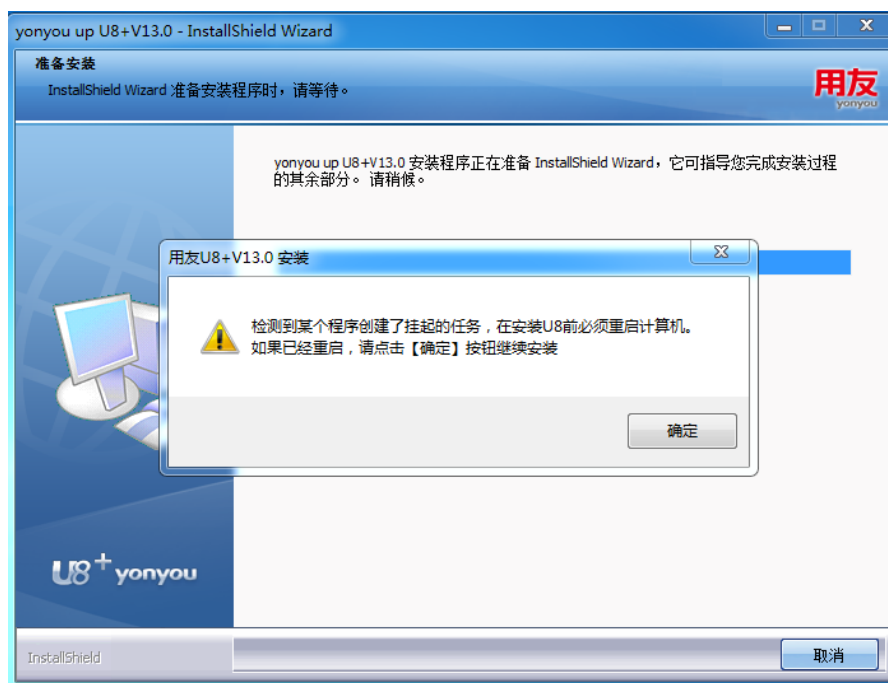 yonyou up U8+V13.0 - InstallShield Wizard
准备安装
InstallShield Wizard 准备安装程序时，请等待。
用友
yonyou
yonyou up U8+V13.0 安装程序正在准备 InstallShield Wizard，它可指导您完成安装过程
的其余部分。 请稍候。
用友U8+V13.0 安装
检测到某个程序创建了挂起的任务，在安装U8前必须重启计算机。
如果已经重启，请点击【确定】按钮继续安装
确定
U8+ yonyou
InstallShield
取消